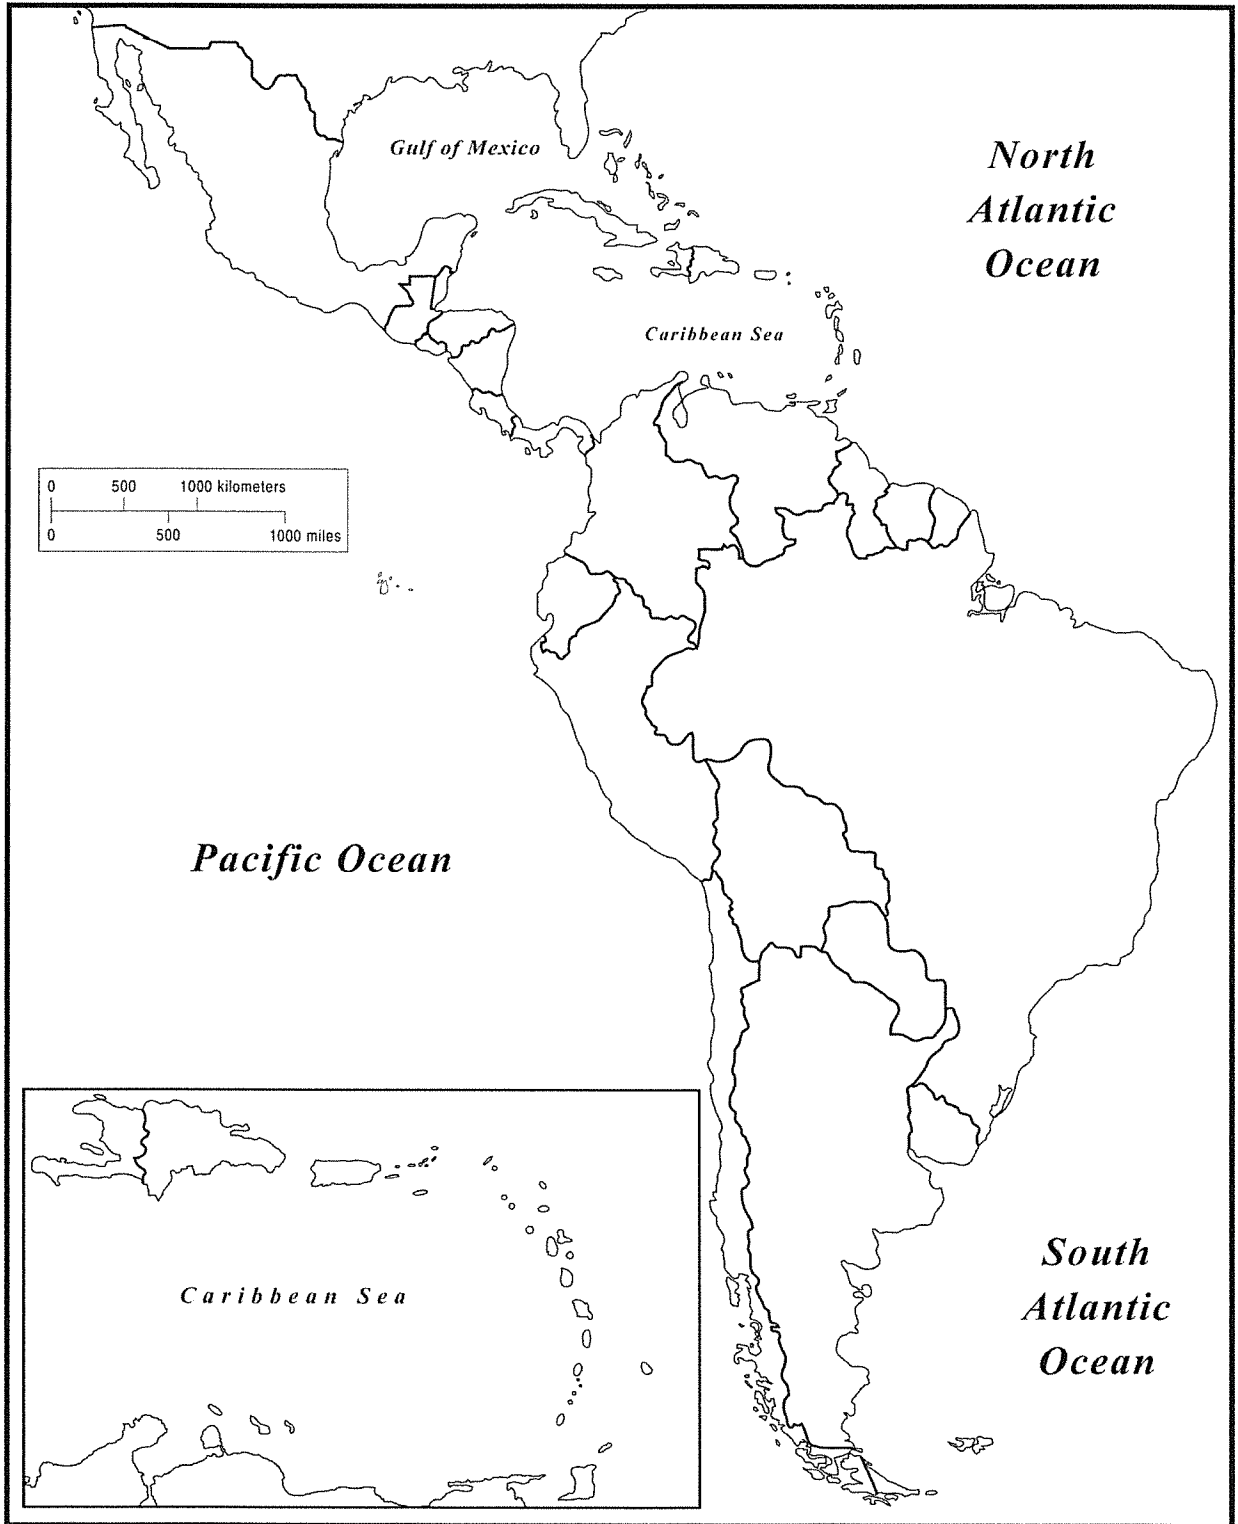 Gulf of Mexico
North
Atlantic
Ocean
Caribbean Sea
0 500 1000 kilometers
0 500 1000 miles
Pacific Ocean
Caribbean Sea
South
Atlantic
Ocean